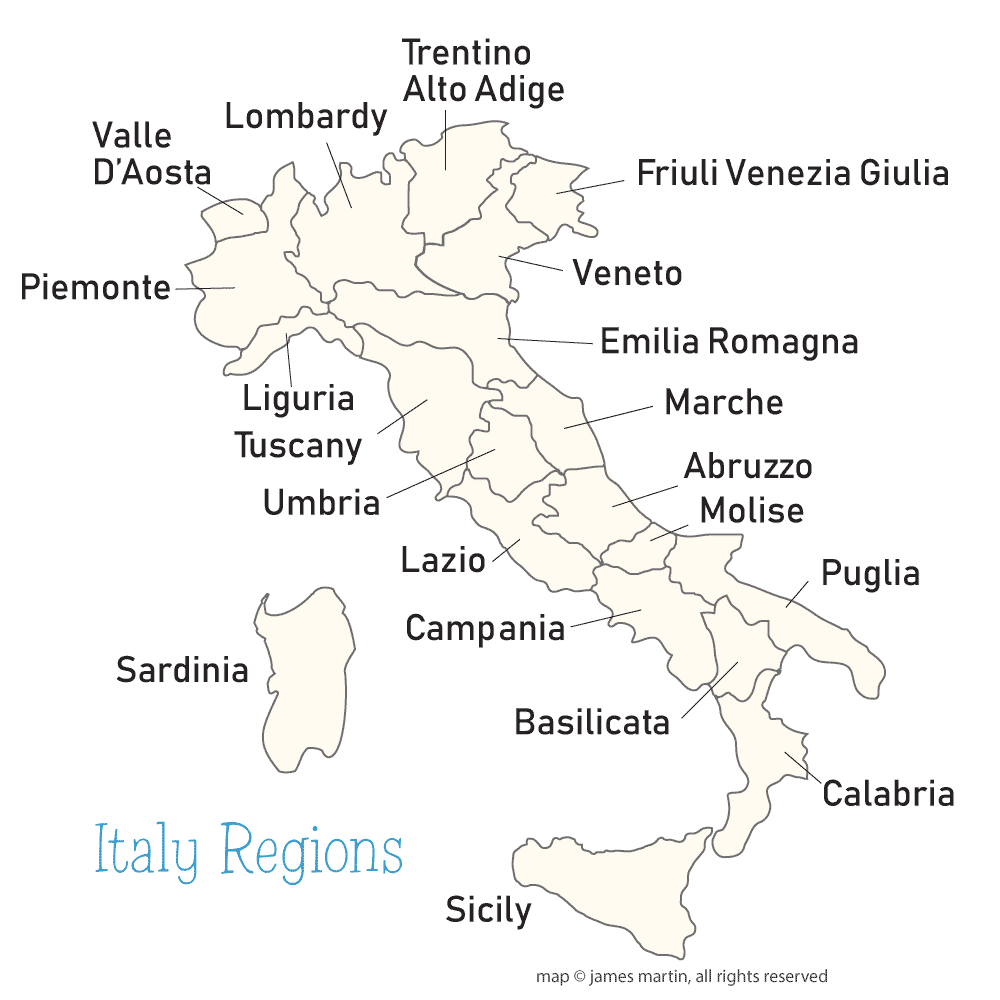 Trentino
Alto Adige
Lombardy
Valle
D'Aosta
Friuli Venezia Giulia
Veneto
Piemonte
Emilia Romagna
Liguria
Marche
Tuscany
Abruzzo
Umbria
Molise
Lazio
Puglia
Campania
Sardinia
Basilicata
Calabria
Italy Regions
Sicily
map © james martin, all rights reserved